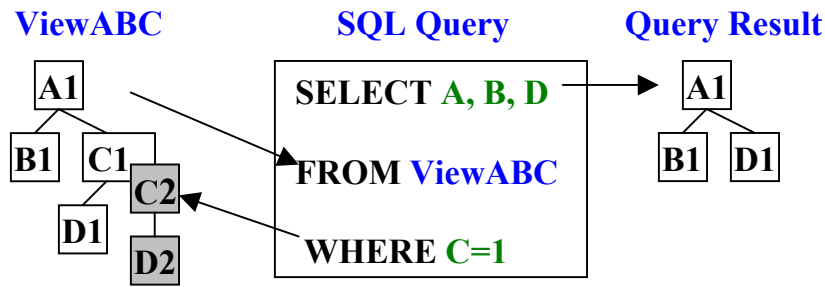 ViewABC
SQL Query
Query Result
A1
B1
C1
C2
D1
D2
SELECT A, B, D
FROM ViewABC
WHERE C=1
A1
B1
D1